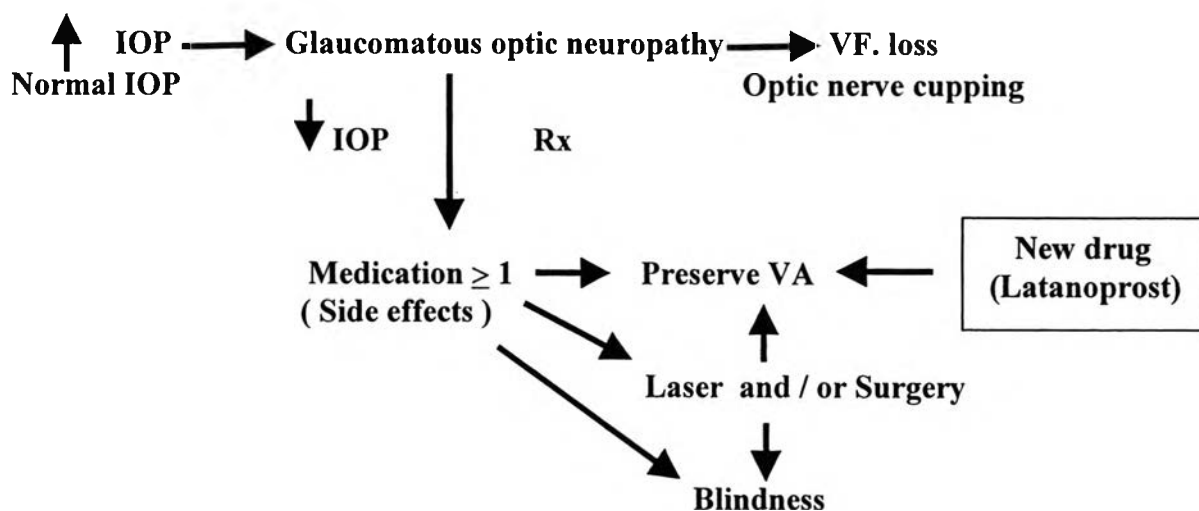 IOP
Glaucomatous optic neuropathy
VF. loss
Normal IOP
Optic nerve cupping
IOP
Rx
Medication ≥ 1
( Side effects )
Preserve VA
New drug
(Latanoprost)
Laser and / or Surgery
Blindness